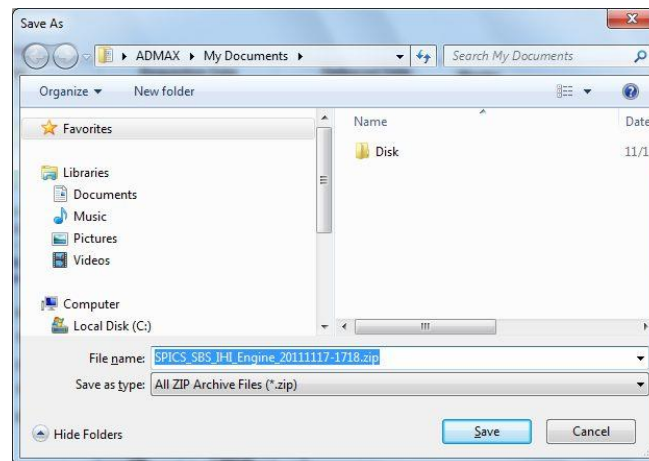 Save As
ADMAX
My Documents
Search My Documents
Organize
New folder
Name
Date
Favorites
Disk
11/1
Libraries
Documents
Music
Pictures
Videos
Computer
Local Disk (C:)
File name: SPICS_SBS_IHI_Engine_20111117-1718.zip
Save as type: All ZIP Archive Files (*.zip)
Hide Folders
Save
Cancel